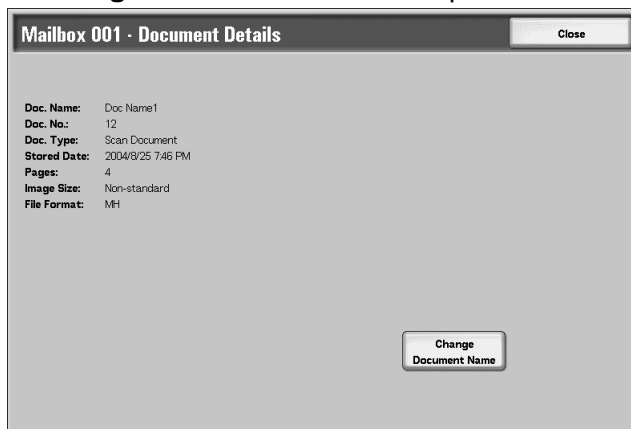 Mailbox 001 - Document Details
Close
Doc. Name: Doc Name1
Doc. No.: 12
Doc. Type: Scan Document
Stored Date: 2004/8/25 7:46 PM
Pages: 4
Image Size: Non-standard
File Format: MH
Change
Document Name